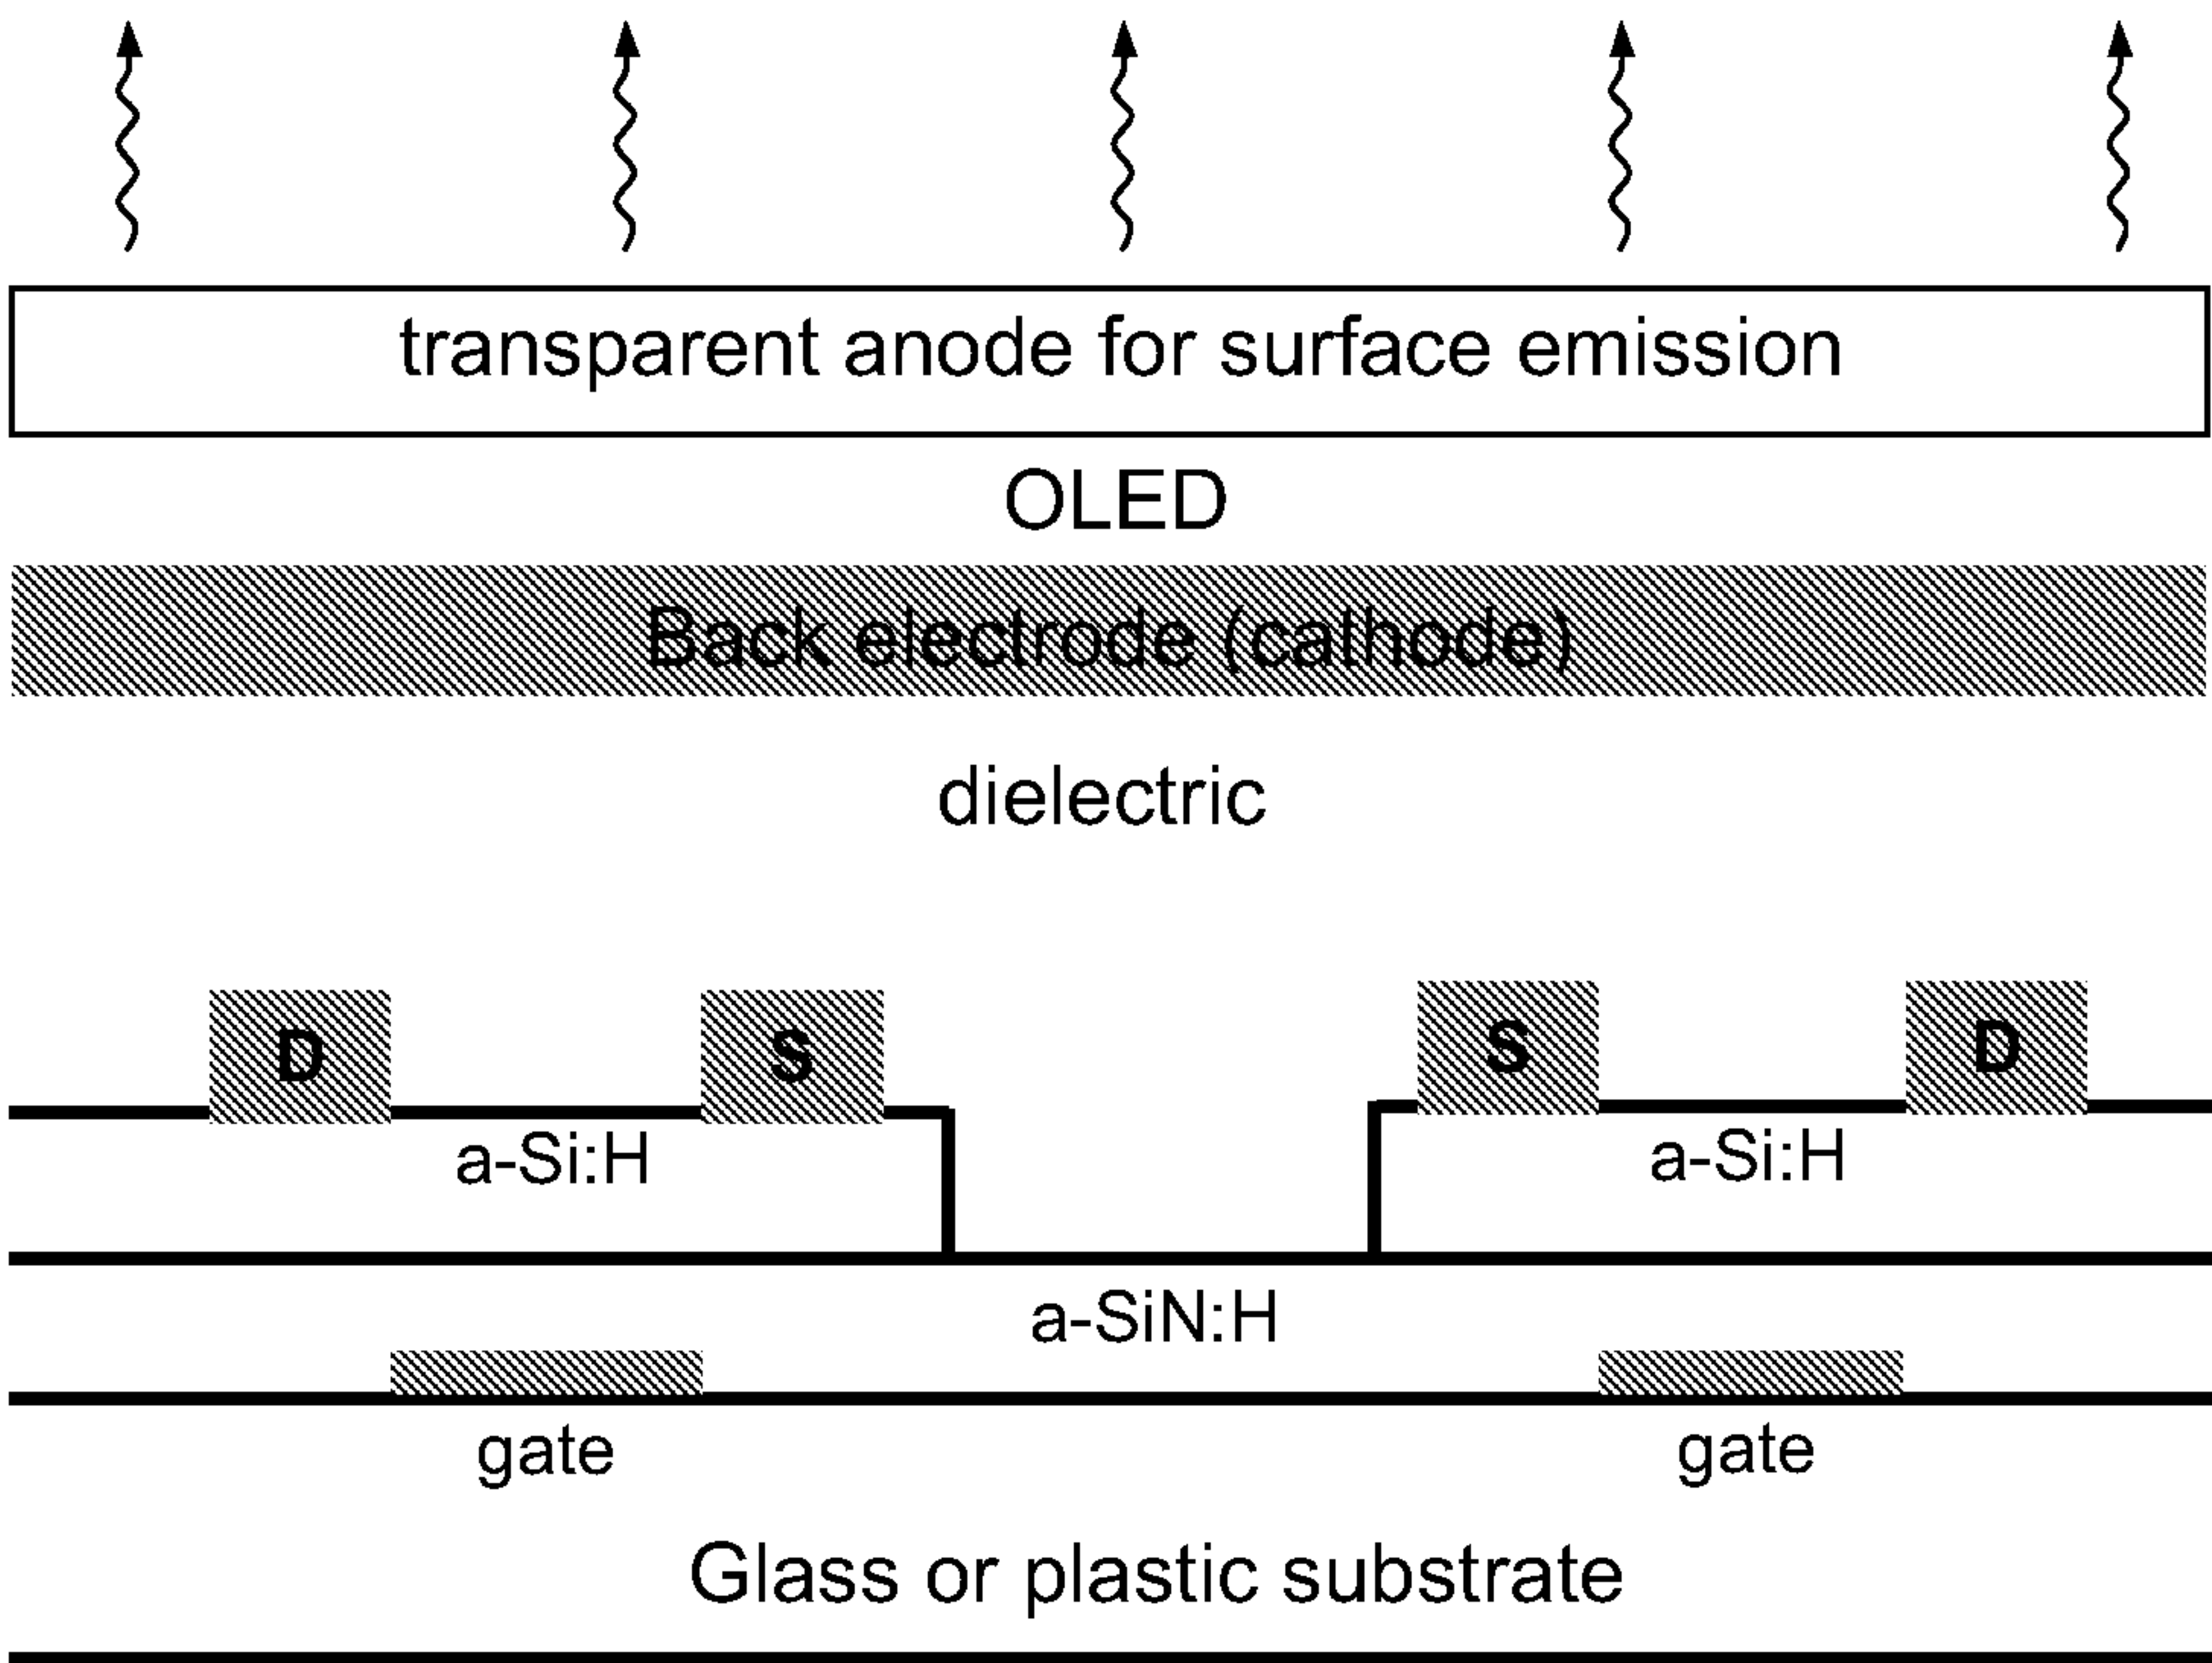 transparent anode for surface emission
OLED
Back electrode (cathode)
dielectric
D S S D
a-Si:H a-Si:H
a-SiN:H
gate gate
Glass or plastic substrate